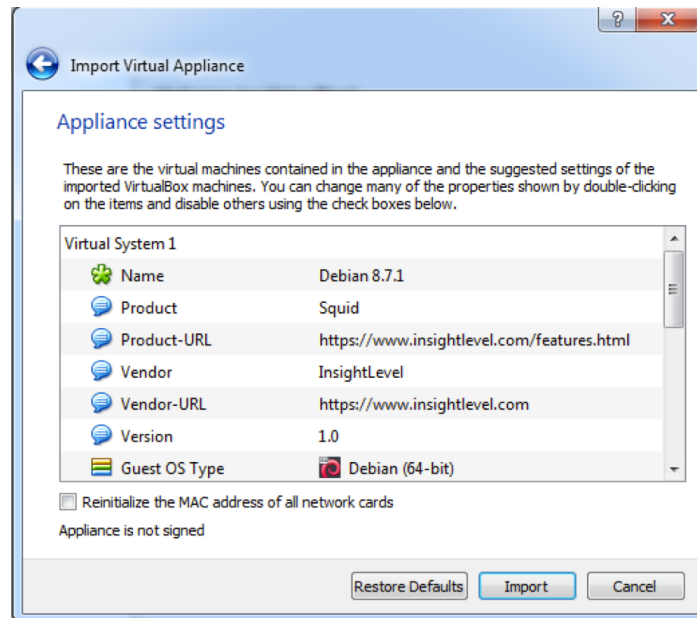 Import Virtual Appliance
Appliance settings
These are the virtual machines contained in the appliance and the suggested settings of the
imported VirtualBox machines. You can change many of the properties shown by double-clicking
on the items and disable others using the check boxes below.
Virtual System 1
Name Debian 8.7.1
Product Squid
Product-URL https://www.insightlevel.com/features.html
Vendor InsightLevel
Vendor-URL https://www.insightlevel.com
Version 1.0
Guest OS Type Debian (64-bit)
Reinitialize the MAC address of all network cards
Appliance is not signed
Restore Defaults Import Cancel